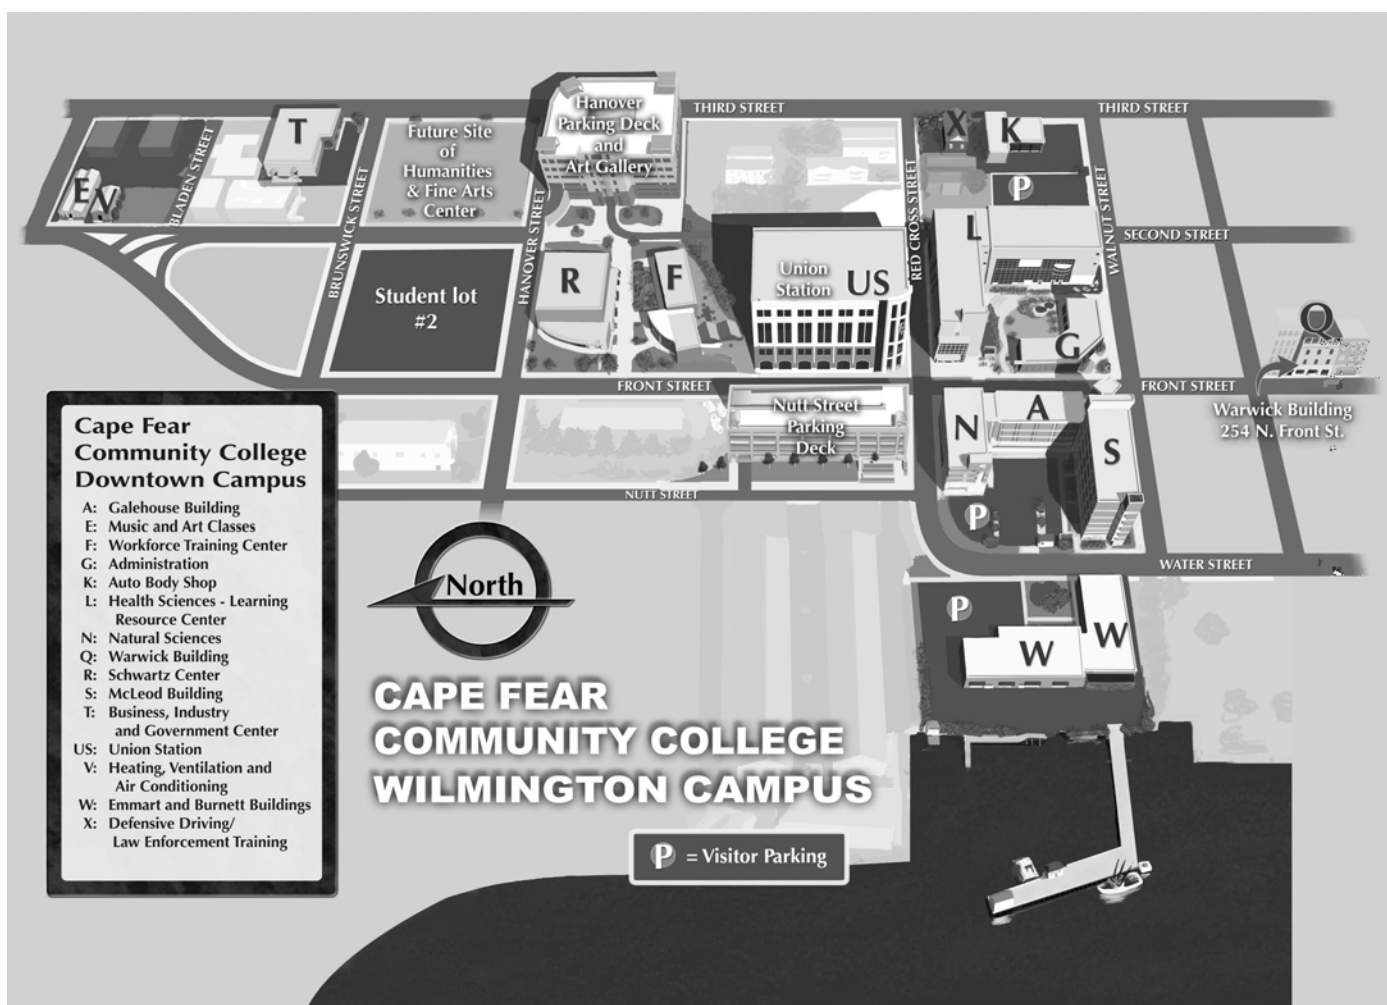 THIRD STREET
THIRD STREET
Hanover
Parking Deck
and
Art Gallery
T
X
K
Future Site
of
Humanities
& Fine Arts
Center
E
V
BLADEN STREET
BRUNSWICK STREET
HANOVER STREET
RED CROSS STREET
WALNUT STREET
P
L
SECOND STREET
Student lot
#2
R
F
Union
Station
US
G
Q
FRONT STREET
FRONT STREET
Warwick Building
254 N. Front St.
Nutt Street
Parking
Deck
N
A
S
NUTT STREET
P
WATER STREET
P
W
W
Cape Fear
Community College
Downtown Campus
A: Galehouse Building
E: Music and Art Classes
F: Workforce Training Center
G: Administration
K: Auto Body Shop
L: Health Sciences - Learning
Resource Center
N: Natural Sciences
Q: Warwick Building
R: Schwartz Center
S: McLeod Building
T: Business, Industry
and Government Center
US: Union Station
V: Heating, Ventilation and
Air Conditioning
W: Emmart and Burnett Buildings
X: Defensive Driving/
Law Enforcement Training
North
CAPE FEAR
COMMUNITY COLLEGE
WILMINGTON CAMPUS
P = Visitor Parking